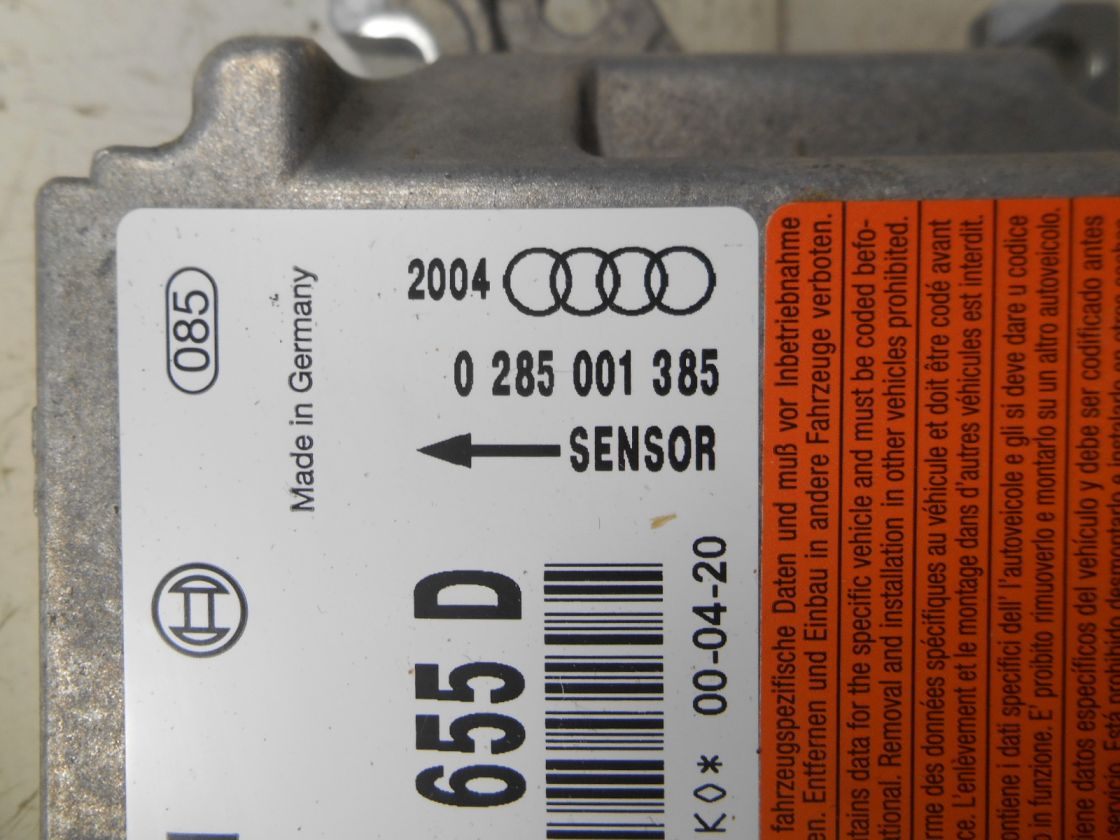 2004
0 285 001 385
SENSOR
085
Made in Germany
655 D
K◊* 00-04-20
fahrzeugspezifische Daten und muß vor Inbetriebnahme
en. Entfernen und Einbau in andere Fahrzeuge verboten.
tains data for the specific vehicle and must be coded befo-
tional. Removal and installation in other vehicles prohibited.
me des données spécifiques au véhicule et doit être codé avant
e. L'enlèvement et le montage dans d'autres véhicules est interdit.
ntiene i dati specifici dell' l'autoveicole e gli si deve dare u codice
in funzione. E' proibito rimuoverlo e montarlo su un altro autoveicolo.
iene datos específicos del vehículo y debe ser codificado antes